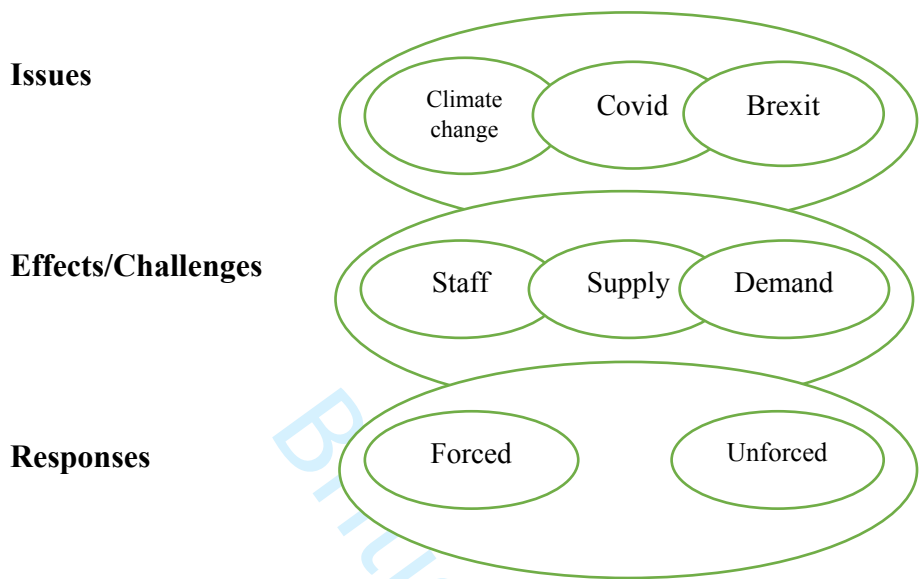 Issues
Climate
change
Covid
Brexit
Effects/Challenges
Staff
Supply
Demand
Responses
Forced
Unforced